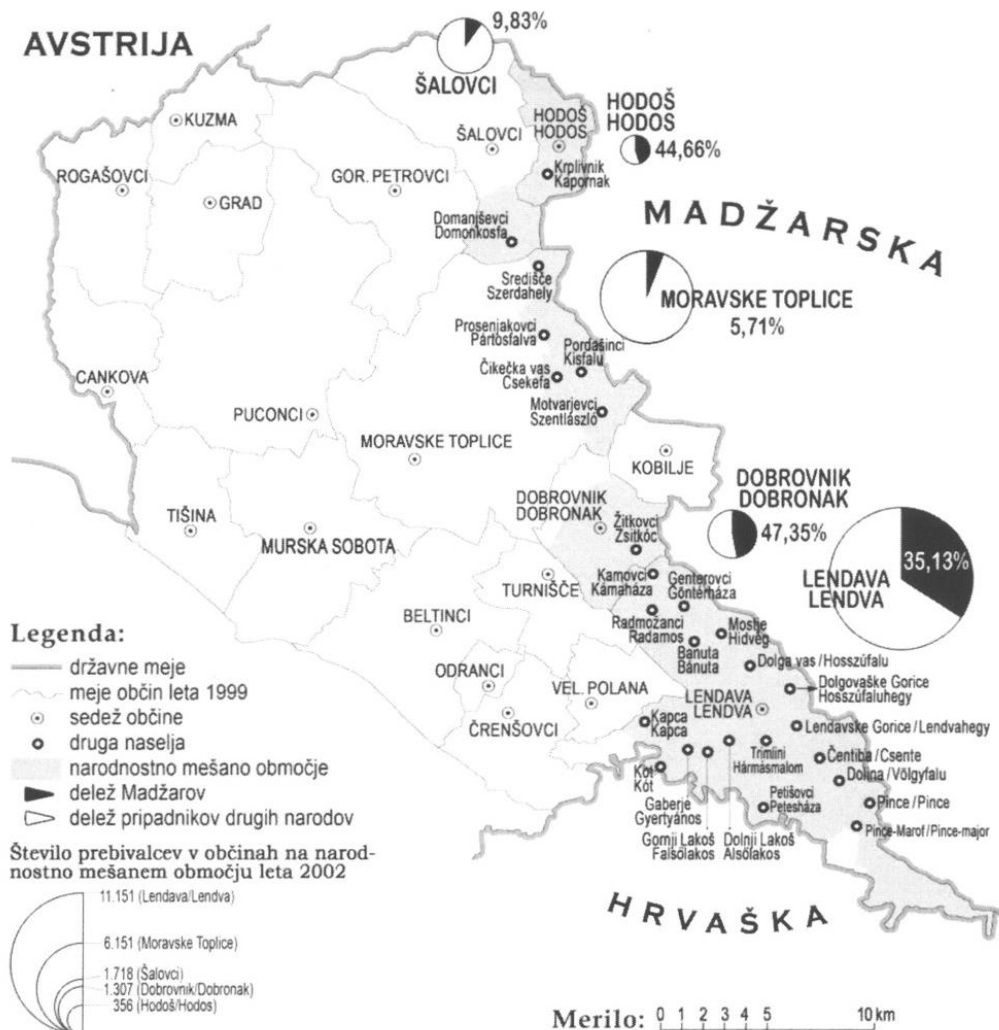 AVSTRIJA
9,83%
ŠALOVCI
HODOŠ
HODOS
44,66%
KUZMA
HODOŠ
HODOS
ŠALOVCI
ROGAŠOVCI
GRAD
GOR. PETROVCI
Krplivnik
Kapornak
MADŽARSKA
Domanjševci
Domonkosfa
Središče
Szerdahely
MORAVSKE TOPLICE
5,71%
Prosenjakovci
Pártosfalva
Pordašinci
Kisfalu
Čikečka vas
Csekefa
CANKOVA
PUCONCI
Motvarjevci
Szentlászló
MORAVSKE TOPLICE
KOBILJE
DOBROVNIK
DOBRONAK
47,35%
TIŠINA
MURSKA SOBOTA
DOBROVNIK
DOBRONAK
Žitkovci
Zsitkóc
35,13%
LENDAVA
LENDVA
Kamovci
Kámaháza
Genterovci
Gönterháza
TURNIŠČE
BELTINCI
Radmožanci
Radamos
Mostje
Hidvég
Banuta
Bánuta
Dolga vas/Hosszúfalu
ODRANCI
VEL. POLANA
Dolgovaške Gorice
Hosszúfaluhegy
LENDAVA
LENDVA
ČRENŠOVCI
Kapca
Kapca
Lendavske Gorice/Lendvahegy
Trimlini
Hármásmalom
Čentiba/Csente
Kot
Kót
Dolina/Völgyfalu
Gaberje
Gyertyános
Petišovci
Petesháza
Pince/Pince
Gornji Lakoš
Falsőlakos
Dolnji Lakoš
Alsólakos
Pince-Marof/Pince-major
HRVAŠKA
Legenda:
državne meje
meje občin leta 1999
sedež občine
druga naselja
narodnostno mešano območje
delež Madžarov
delež pripadnikov drugih narodov
Število prebivalcev v občinah na narod-
nostno mešanem območju leta 2002
11.151 (Lendava/Lendva)
6.151 (Moravske Toplice)
1.718 (Šalovci)
1.307 (Dobrovnik/Dobronak)
356 (Hodoš/Hodos)
Merilo: 0 1 2 3 4 5 10 km